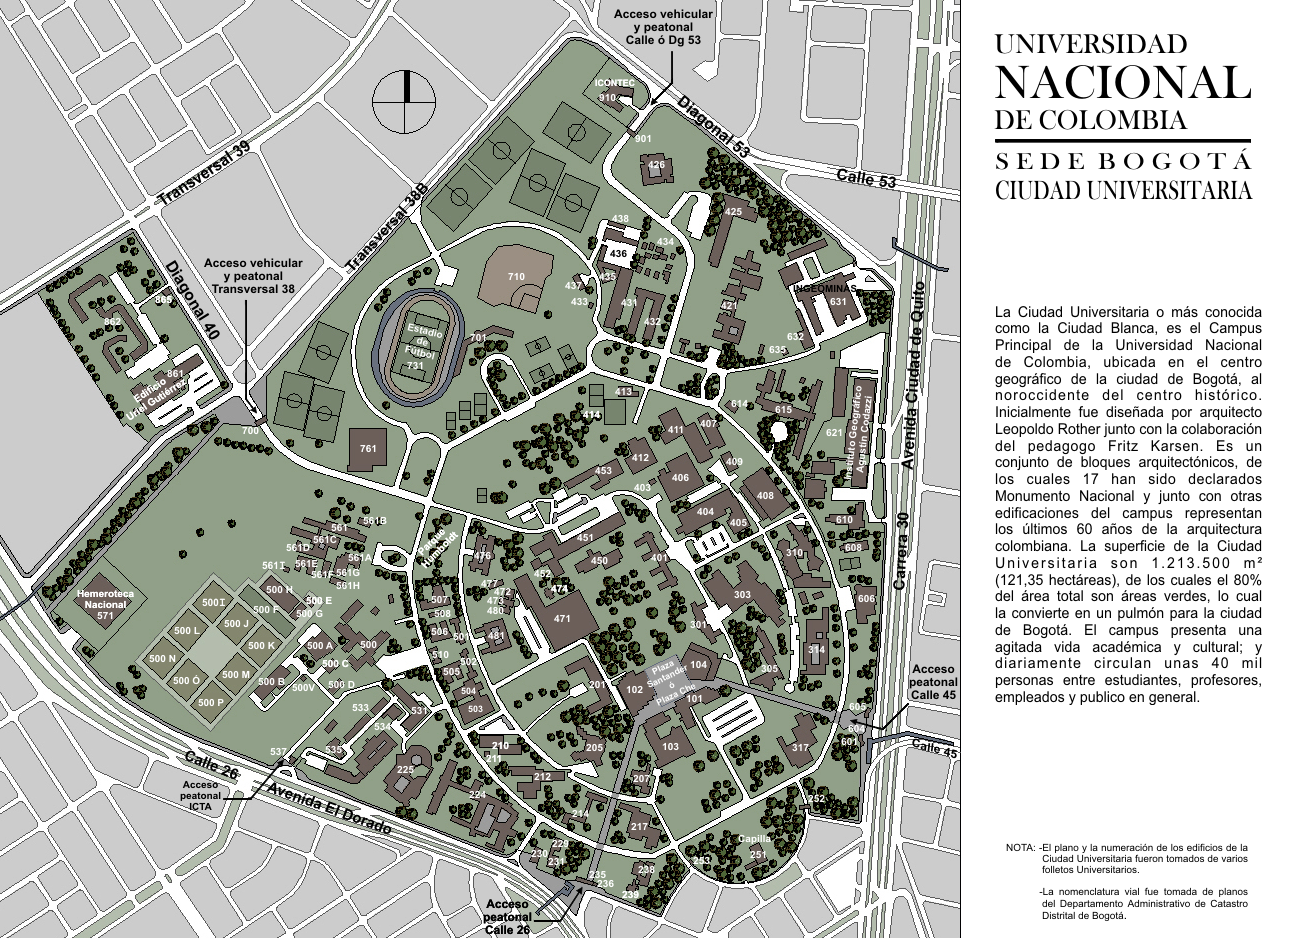 Acceso vehicular
y peatonal
Calle ó Dg 53
ICONTEC
910
Diagonal 53
901
426
Calle 53
Transversal 39
Transversal 38B
425
438
434
436
Acceso vehicular
y peatonal
Transversal 38
Diagonal 40
710
435
437
433
431
432
INGEOMINAS
631
421
632
635
Avenida Ciudad de Quito
865
862
861
Edificio
Uriel Gutiérrez
Estadio
de
Fútbol
731
701
413
414
614
615
621
Instituto Geográfico
Agustín Codazzi
700
761
411
407
412
409
453
406
403
408
404
405
610
608
Carrera 30
561
561B
561C
561D
561A
561E
561I
561F
561G
561H
Parque
Humboldt
451
450
401
310
476
452
477
474
472
473
480
471
303
606
Hemeroteca
Nacional
571
500I
500 H
500 E
500 F
500 G
500 L
500 J
500 K
500 A
500
500 N
500 C
500 M
500 O
500 B
500V
500 D
500 P
507
508
506
501
481
510
502
505
504
503
301
314
305
Plaza
Santander
ó
Plaza Che
104
102
101
201
Acceso
peatonal
Calle 45
605
604
601
Calle 45
533
534
531
535
537
Calle 26
Avenida El Dorado
Acceso
peatonal
ICTA
225
224
210
211
212
205
103
207
317
214
217
252
Capilla
251
253
228
230
231
235
236
238
239
Acceso
peatonal
Calle 26
UNIVERSIDAD
NACIONAL
DE COLOMBIA
SEDE BOGOTÁ
CIUDAD UNIVERSITARIA
La Ciudad Universitaria o más conocida
como la Ciudad Blanca, es el Campus
Principal de la Universidad Nacional
de Colombia, ubicada en el centro
geográfico de la ciudad de Bogotá, al
noroccidente del centro histórico.
Inicialmente fue diseñada por arquitecto
Leopoldo Rother junto con la colaboración
del pedagogo Fritz Karsen. Es un
conjunto de bloques arquitectónicos, de
los cuales 17 han sido declarados
Monumento Nacional y junto con otras
edificaciones del campus representan
los últimos 60 años de la arquitectura
colombiana. La superficie de la Ciudad
Universitaria son 1.213.500 m²
(121,35 hectáreas), de los cuales el 80%
del área total son áreas verdes, lo cual
la convierte en un pulmón para la ciudad
de Bogotá. El campus presenta una
agitada vida académica y cultural; y
diariamente circulan unas 40 mil
personas entre estudiantes, profesores,
empleados y publico en general.
NOTA: -El plano y la numeración de los edificios de la
Ciudad Universitaria fueron tomados de varios
folletos Universitarios.
-La nomenclatura vial fue tomada de planos
del Departamento Administrativo de Catastro
Distrital de Bogotá.